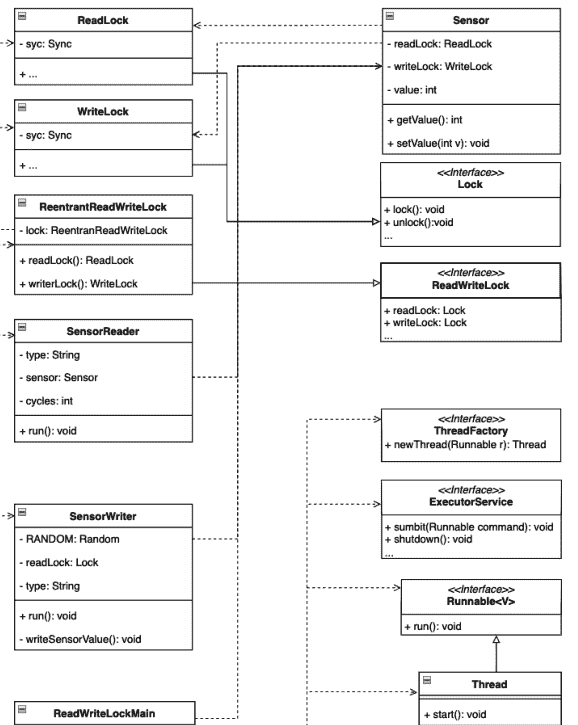 ReadLock
- syc: Sync
+ ...
WriteLock
- syc: Sync
+ ...
ReentrantReadWriteLock
- lock: ReentranReadWriteLock
+ readLock(): ReadLock
+ writerLock(): WriteLock
SensorReader
- type: String
- sensor: Sensor
- cycles: int
+ run(): void
SensorWriter
- RANDOM: Random
- readLock: Lock
- type: String
+ run(): void
- writeSensorValue(): void
ReadWriteLockMain
Sensor
- readLock: ReadLock
- writeLock: WriteLock
- value: int
+ getValue(): int
+ setValue(int v): void
<<Interface>>
Lock
+ lock(): void
+ unlock():void
...
<<Interface>>
ReadWriteLock
+ readLock: Lock
+ writeLock: Lock
...
<<Interface>>
ThreadFactory
+ newThread(Runnable r): Thread
<<Interface>>
ExecutorService
+ sumbit(Runnable command): void
+ shutdown(): void
...
<<Interface>>
Runnable<V>
+ run(): void
Thread
+ start(): void